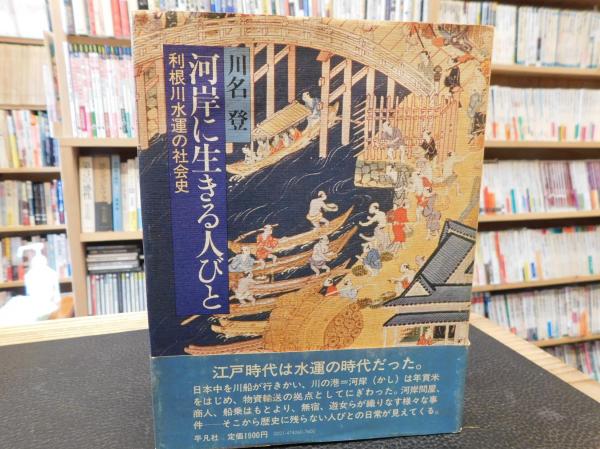 川名 登
河岸に生きる人びと
利根川水運の社会史
江戸時代は水運の時代だった。
日本中を川船が行きかい、川の港=河岸(かし)は年貢米
をはじめ、物資輸送の拠点としてにぎわった。河岸問屋、
商人、船乗はもとより、無宿、遊女らが織りなす様々な事
件──そこから歴史に残らない人びとの日常が見えてくる。
平凡社 定価1900円